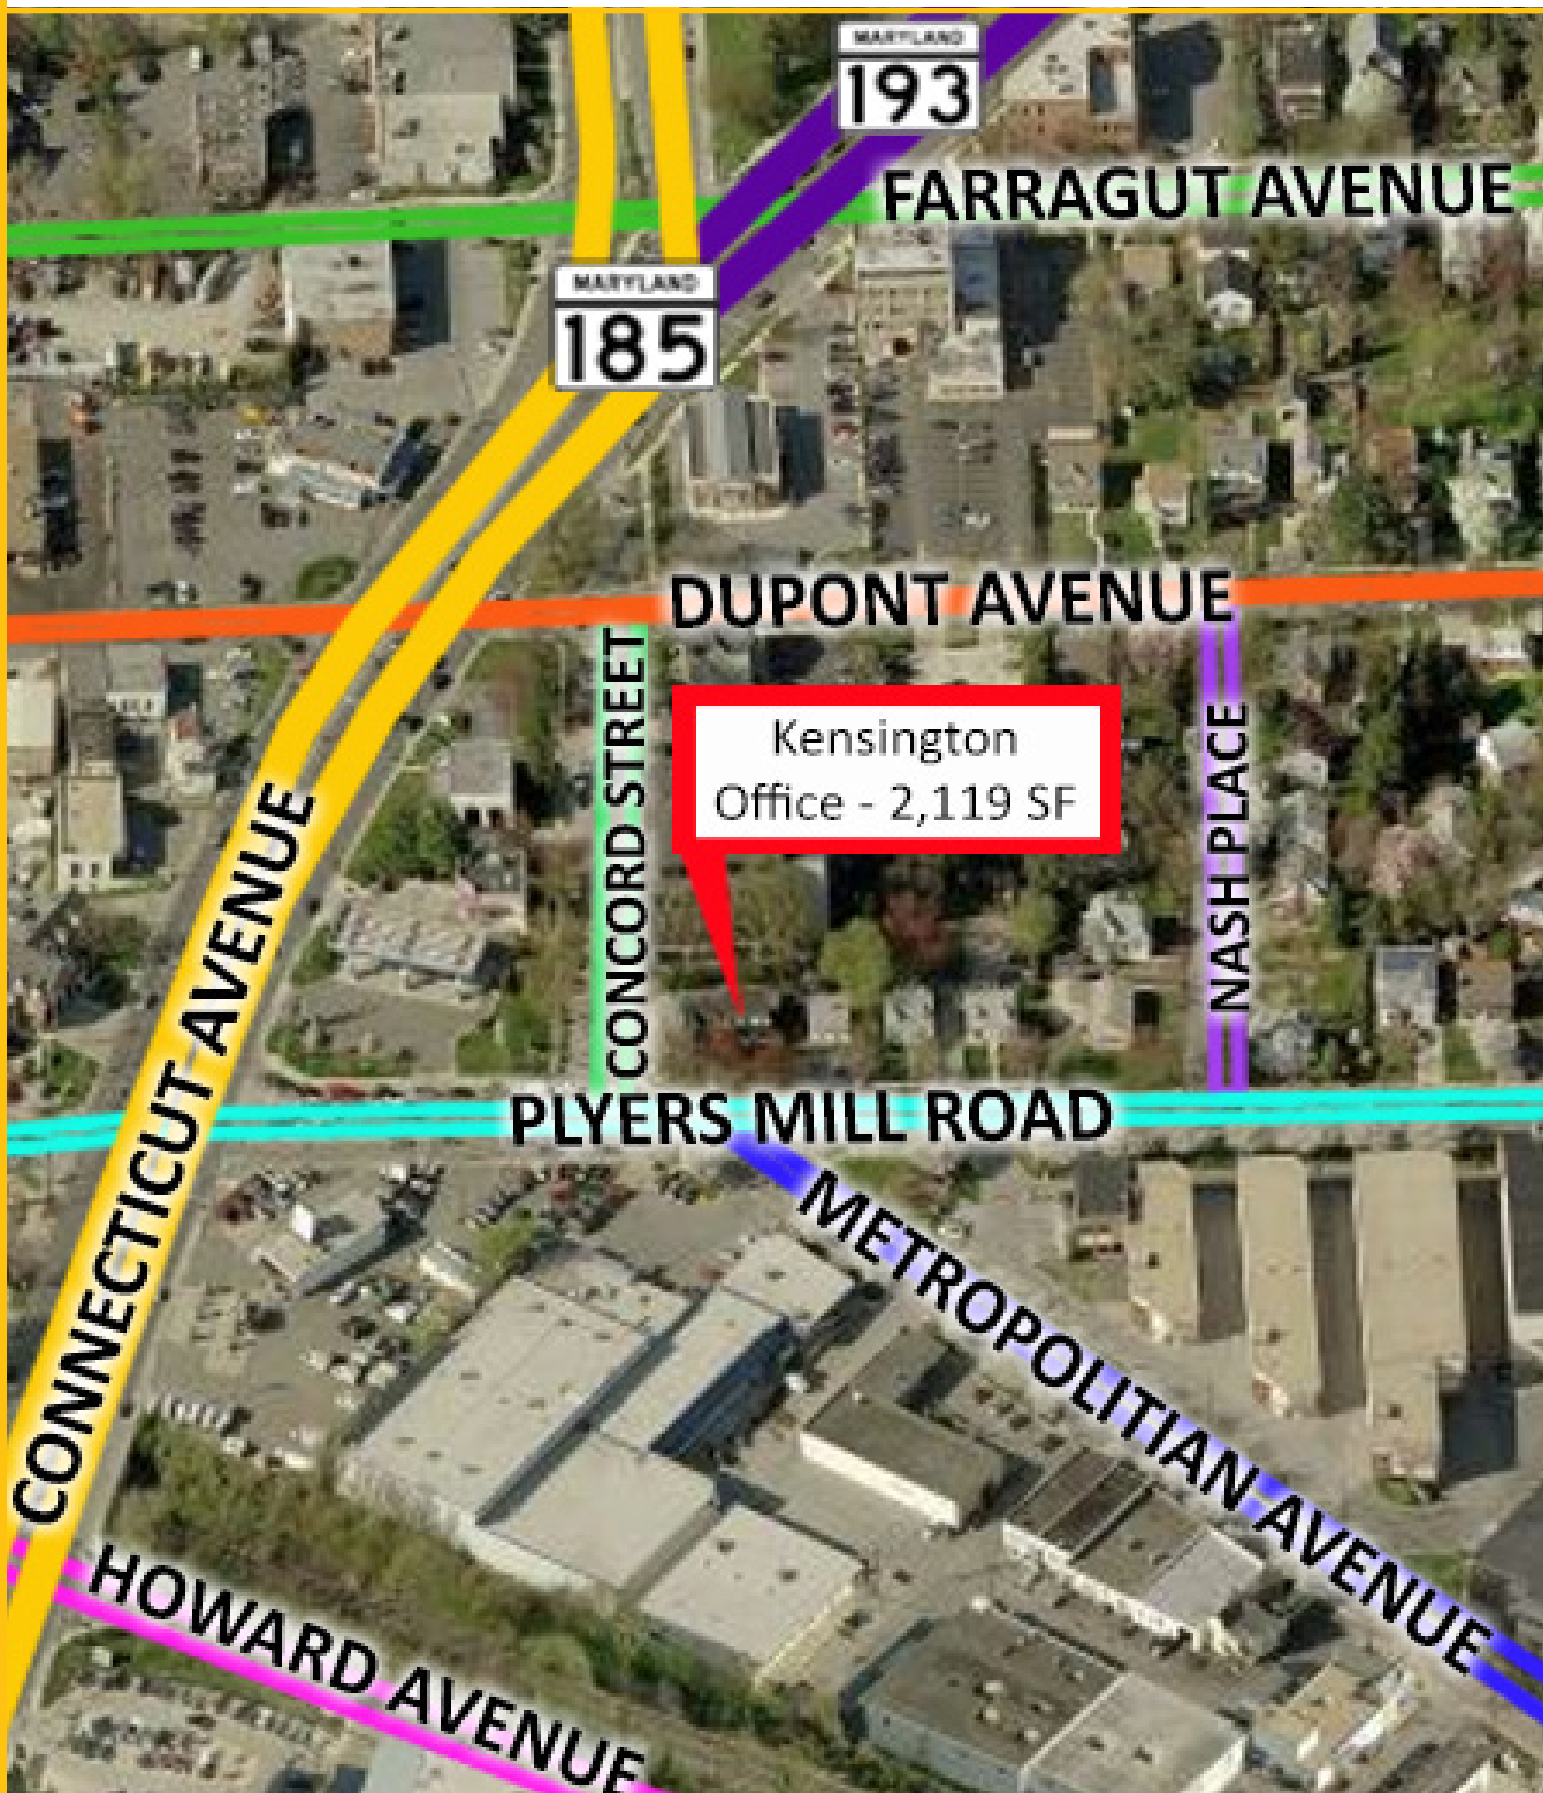 MARYLAND
193
FARRAGUT AVENUE
MARYLAND
185
DUPONT AVENUE
CONCORD STREET
Kensington
Office - 2,119 SF
NASH PLACE
CONNECTICUT AVENUE
PLYERS MILL ROAD
METROPOLITIAN AVENUE
HOWARD AVENUE